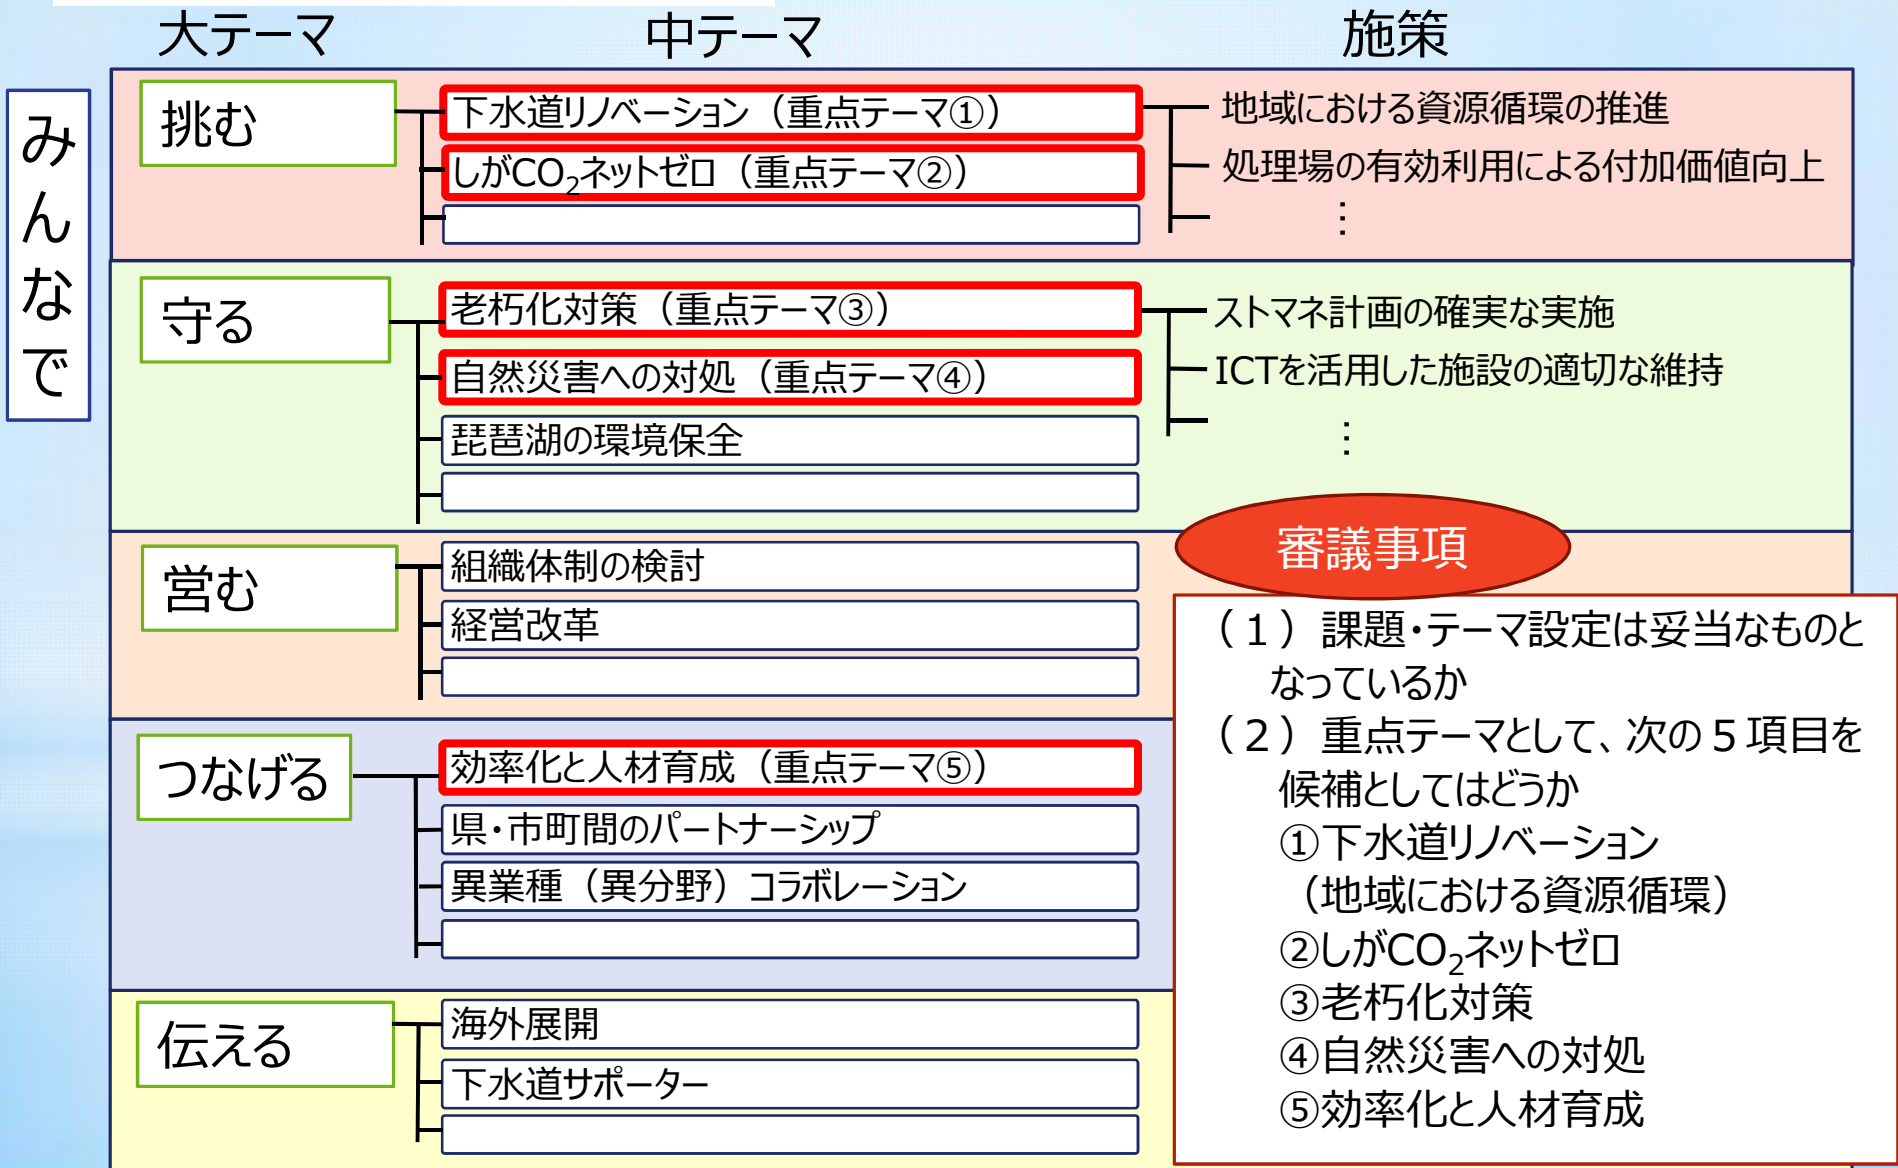 大テーマ
中テーマ
施策
みんなで
挑む
下水道リノベーション（重点テーマ①）
しがCO₂ネットゼロ（重点テーマ②）
地域における資源循環の推進
処理場の有効利用による付加価値向上
…
守る
老朽化対策（重点テーマ③）
自然災害への対処（重点テーマ④）
琵琶湖の環境保全
ストマネ計画の確実な実施
ICTを活用した施設の適切な維持
…
営む
組織体制の検討
経営改革
つなげる
効率化と人材育成（重点テーマ⑤）
県・市町間のパートナーシップ
異業種（異分野）コラボレーション
伝える
海外展開
下水道サポーター
審議事項
（１）課題・テーマ設定は妥当なものと
なっているか
（２）重点テーマとして、次の５項目を
候補としてはどうか
①下水道リノベーション
（地域における資源循環）
②しがCO₂ネットゼロ
③老朽化対策
④自然災害への対処
⑤効率化と人材育成